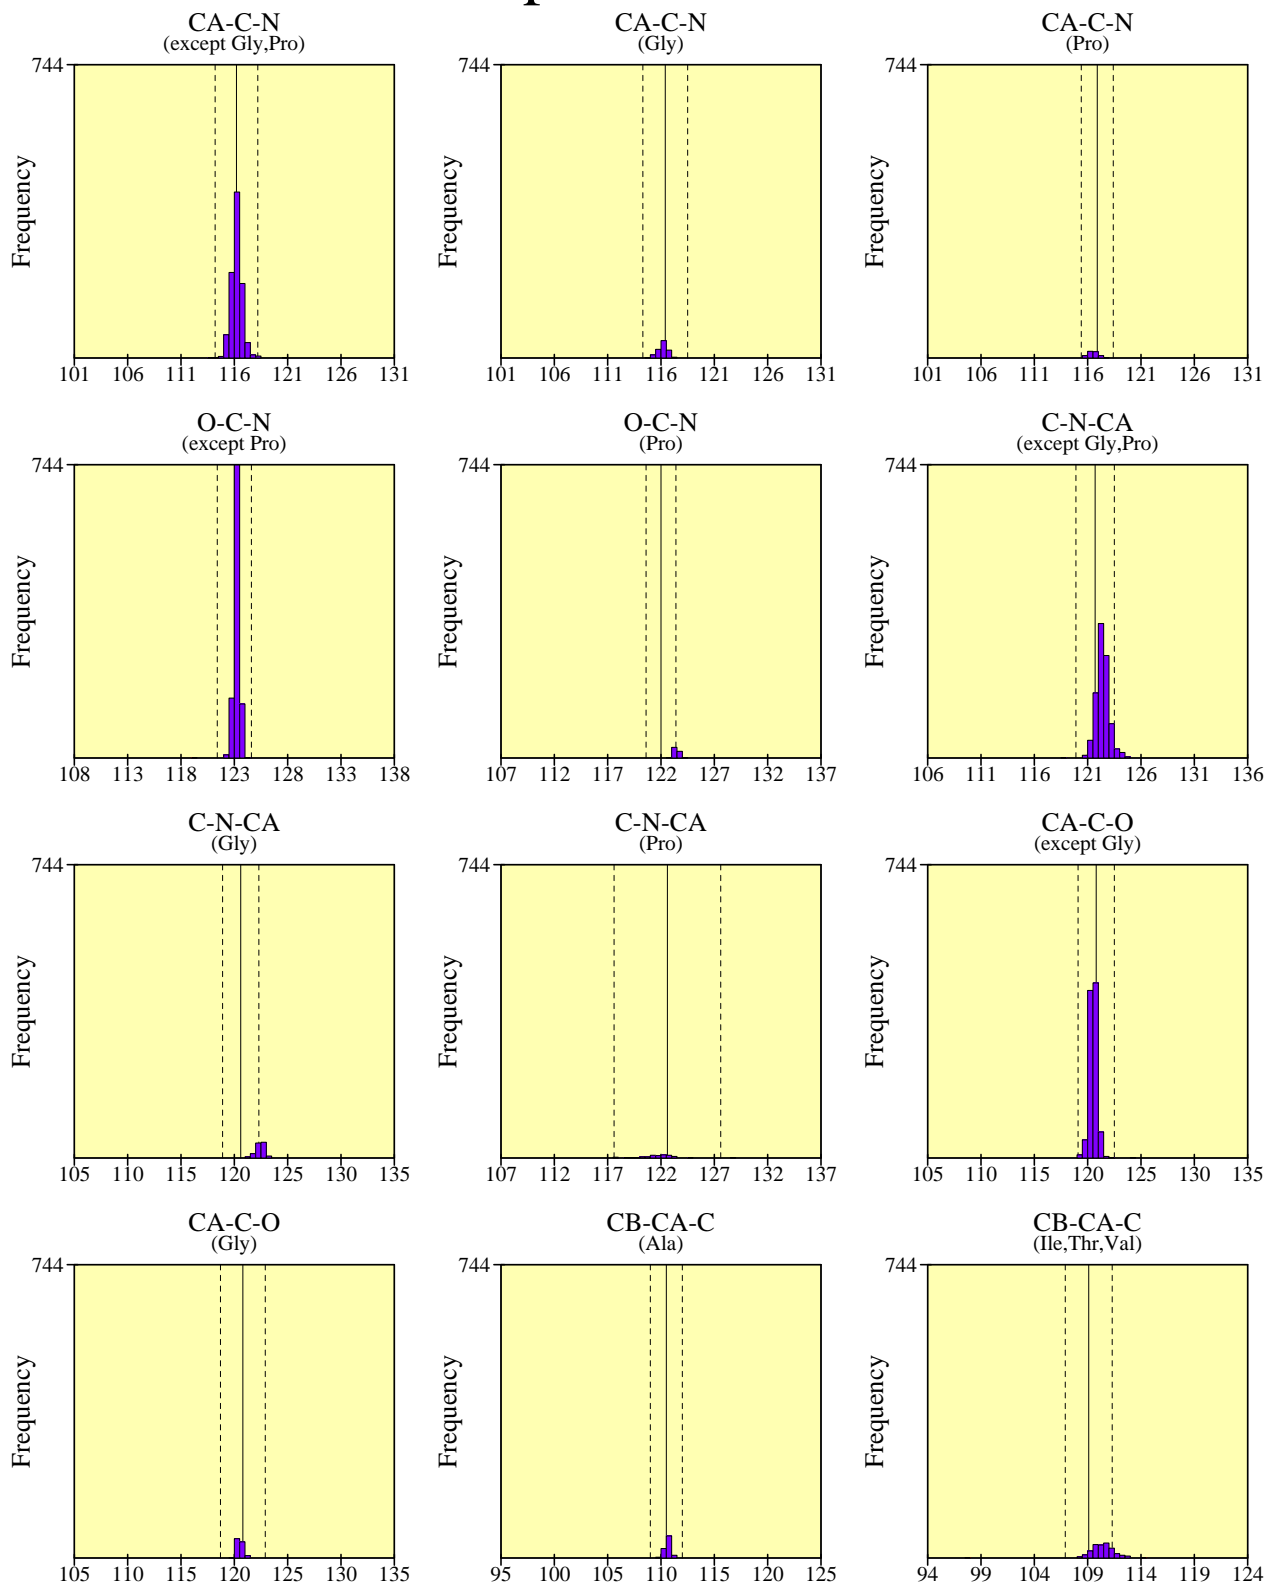 CA-C-N CA-C-N CA-C-N
(except Gly,Pro) (Gly) (Pro)
744 744 744
Frequency Frequency Frequency
101 106 111 116 121 126 131 101 106 111 116 121 126 131 101 106 111 116 121 126 131
O-C-N O-C-N C-N-CA
(except Pro) (Pro) (except Gly,Pro)
744 744 744
Frequency Frequency Frequency
108 113 118 123 128 133 138 107 112 117 122 127 132 137 106 111 116 121 126 131 136
C-N-CA C-N-CA CA-C-O
(Gly) (Pro) (except Gly)
744 744 744
Frequency Frequency Frequency
105 110 115 120 125 130 135 107 112 117 122 127 132 137 105 110 115 120 125 130 135
CA-C-O CB-CA-C CB-CA-C
(Gly) (Ala) (Ile,Thr,Val)
744 744 744
Frequency Frequency Frequency
105 110 115 120 125 130 135 95 100 105 110 115 120 125 94 99 104 109 114 119 124